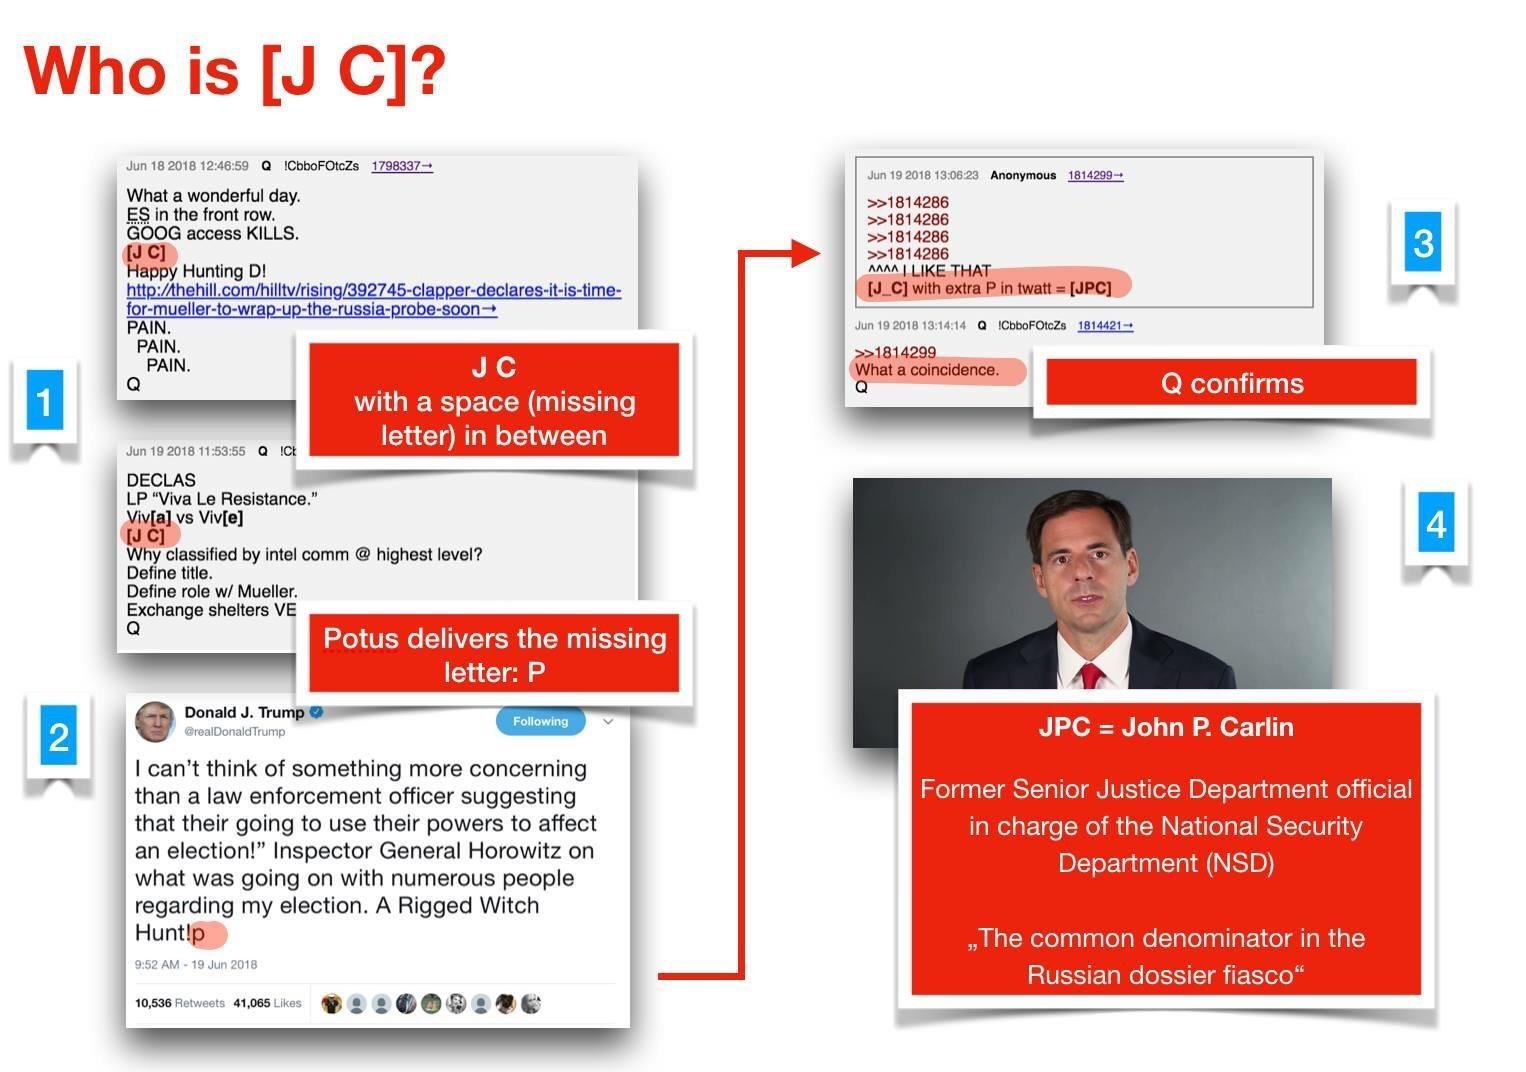 Who is [J C]?
Jun 18 2018 12:46:59 Q !CbboFOtcZs 1798337→
What a wonderful day.
ES in the front row.
GOOG access KILLS.
[J C]
Happy Hunting D!
http://thehill.com/hilltv/rising/392745-clapper-declares-it-is-time-
for-mueller-to-wrap-up-the-russia-probe-soon→
PAIN.
PAIN.
PAIN.
Q
1
J C
with a space (missing
letter) in between
Jun 19 2018 11:53:55 Q !Cb
DECLAS
LP “Viva Le Resistance.”
Viv[a] vs Viv[e]
[J C]
Why classified by intel comm @ highest level?
Define title.
Define role w/ Mueller.
Exchange shelters VE
Q
Potus delivers the missing
letter: P
2
Donald J. Trump
@realDonaldTrump
Following
I can’t think of something more concerning
than a law enforcement officer suggesting
that their going to use their powers to affect
an election!” Inspector General Horowitz on
what was going on with numerous people
regarding my election. A Rigged Witch
Hunt!p
9:52 AM - 19 Jun 2018
10,536 Retweets 41,065 Likes
Jun 19 2018 13:06:23 Anonymous 1814299→
>>1814286
>>1814286
>>1814286
>>1814286
^^^^ I LIKE THAT
[J_C] with extra P in twatt = [JPC]
Jun 19 2018 13:14:14 Q !CbboFOtcZs 1814421→
>>1814299
What a coincidence.
Q
3
Q confirms
4
JPC = John P. Carlin
Former Senior Justice Department official
in charge of the National Security
Department (NSD)
„The common denominator in the
Russian dossier fiasco“